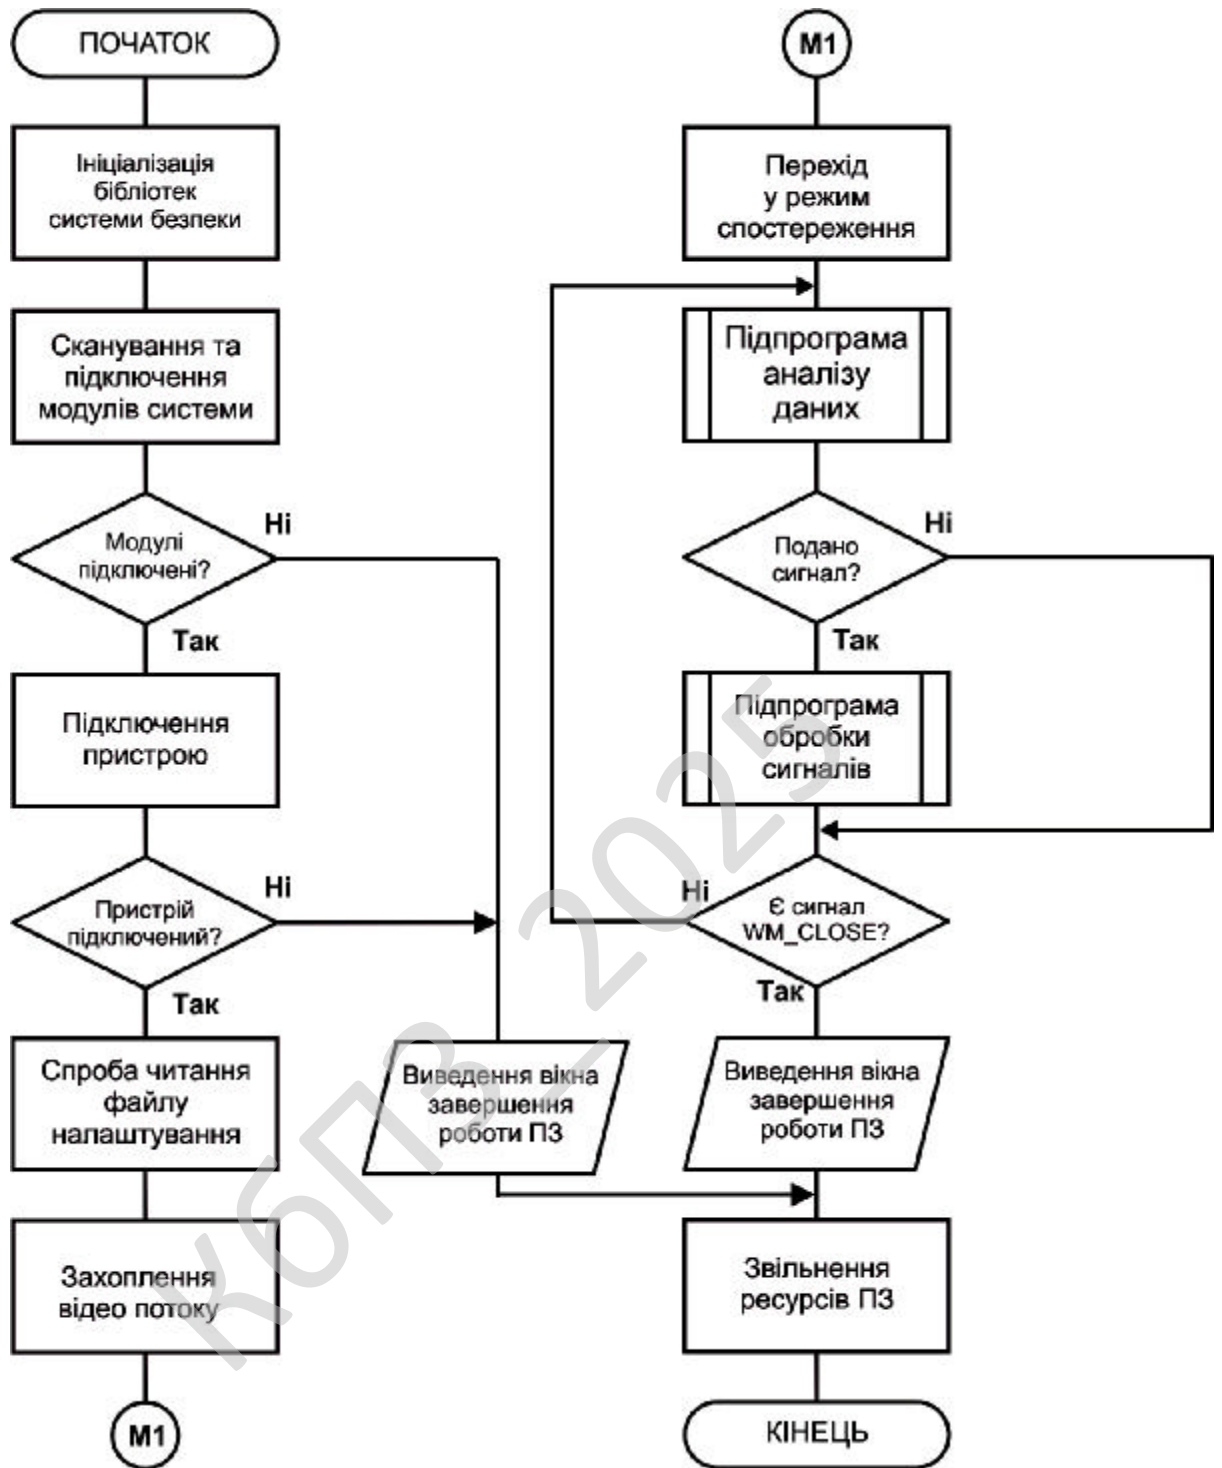 ПОЧАТОК
Ініціалізація
бібліотек
системи безпеки
Сканування та
підключення
модулів системи
Модулі
підключені?
Ні
Так
Підключення
пристрою
Пристрій
підключений?
Ні
Так
Спроба читання
файлу
налаштування
Захоплення
відео потоку
М1
Виведення вікна
завершення
роботи ПЗ
М1
Перехід
у режим
спостереження
Підпрограма
аналізу
даних
Подано
сигнал?
Ні
Так
Підпрограма
обробки
сигналів
Є сигнал
WM_CLOSE?
Ні
Так
Виведення вікна
завершення
роботи ПЗ
Звільнення
ресурсів ПЗ
КІНЕЦЬ
КбПЗ_2025